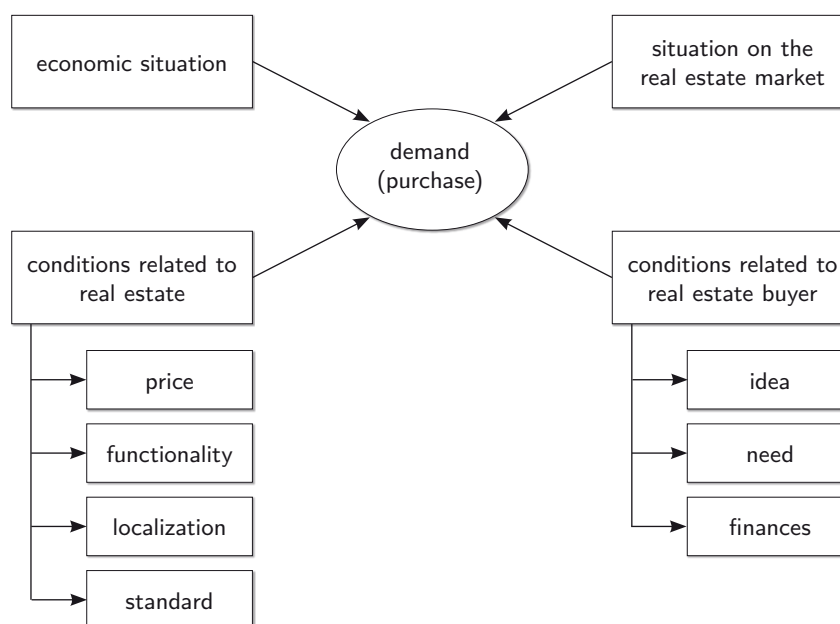 economic situation
situation on the
real estate market
demand
(purchase)
conditions related to
real estate
conditions related to
real estate buyer
price
functionality
localization
standard
idea
need
finances